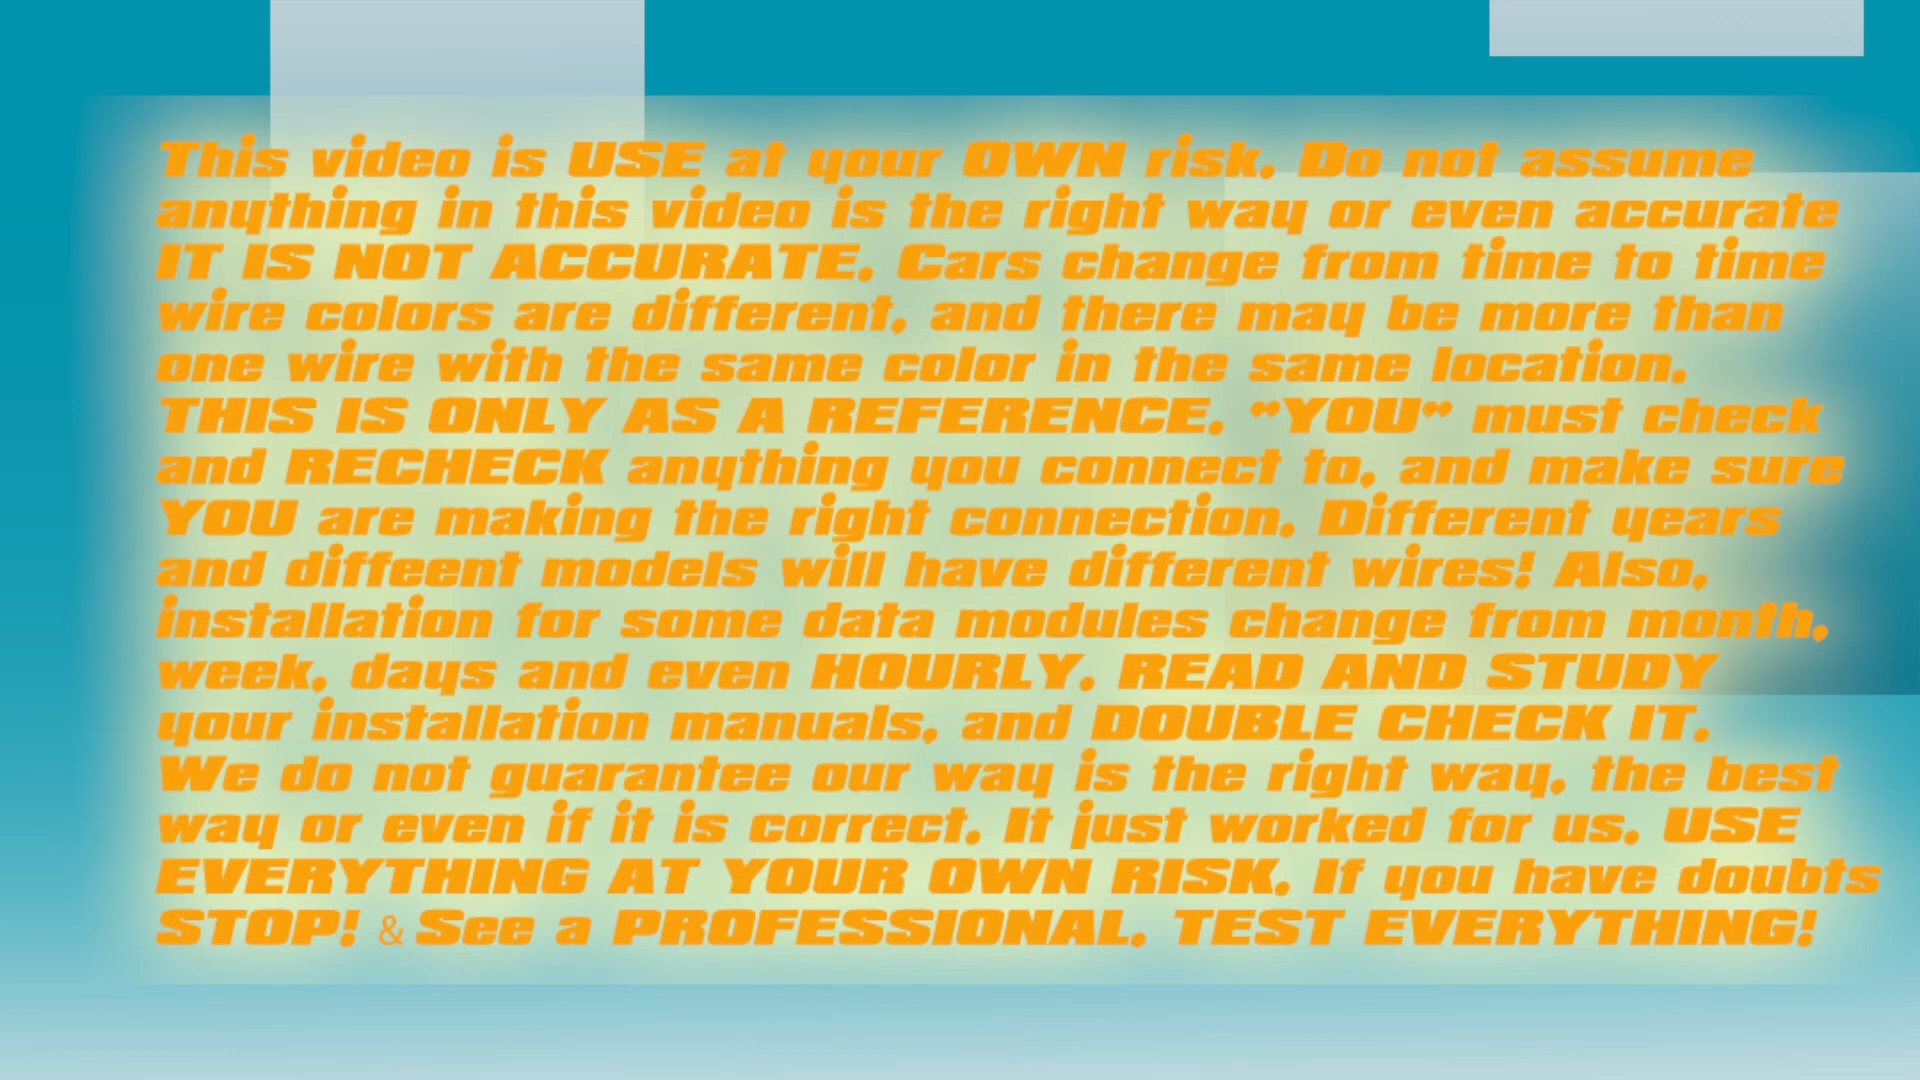 This video is USE at your OWN risk. Do not assume
anything in this video is the right way or even accurate
IT IS NOT ACCURATE. Cars change from time to time
wire colors are different, and there may be more than
one wire with the same color in the same location.
THIS IS ONLY AS A REFERENCE. "YOU" must check
and RECHECK anything you connect to, and make sure
YOU are making the right connection. Different years
and diffeent models will have different wires! Also,
installation for some data modules change from month,
week, days and even HOURLY. READ AND STUDY
your installation manuals, and DOUBLE CHECK IT.
We do not guarantee our way is the right way, the best
way or even if it is correct. It just worked for us. USE
EVERYTHING AT YOUR OWN RISK. If you have doubts
STOP! & See a PROFESSIONAL. TEST EVERYTHING!